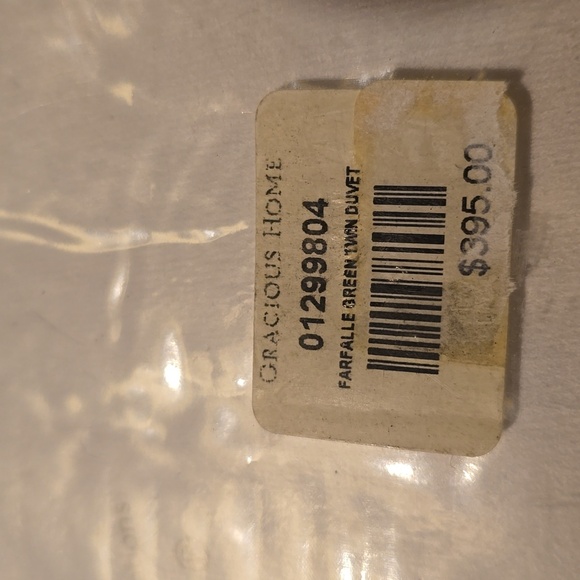 GRACIOUS HOME
01299804
FARFALLE GREEN TWIN DUVET
$395.00